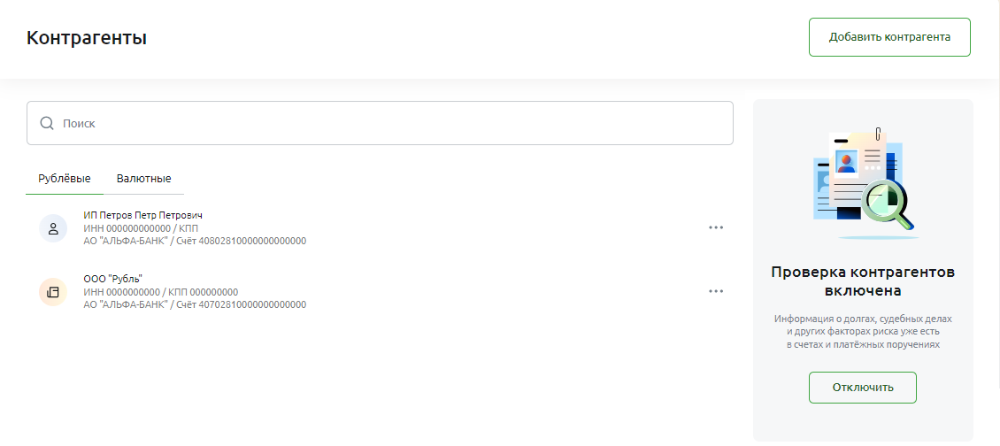 Контрагенты
Добавить контрагента
Поиск
Рублёвые
Валютные
ИП Петров Петр Петрович
ИНН 000000000000 / КПП
АО "АЛЬФА-БАНК" / Счёт 40802810000000000000
ООО "Рубль"
ИНН 0000000000 / КПП 000000000
АО "АЛЬФА-БАНК" / Счёт 40702810000000000000
Проверка контрагентов
включена
Информация о долгах, судебных делах
и других факторах риска уже есть
в счетах и платёжных поручениях
Отключить